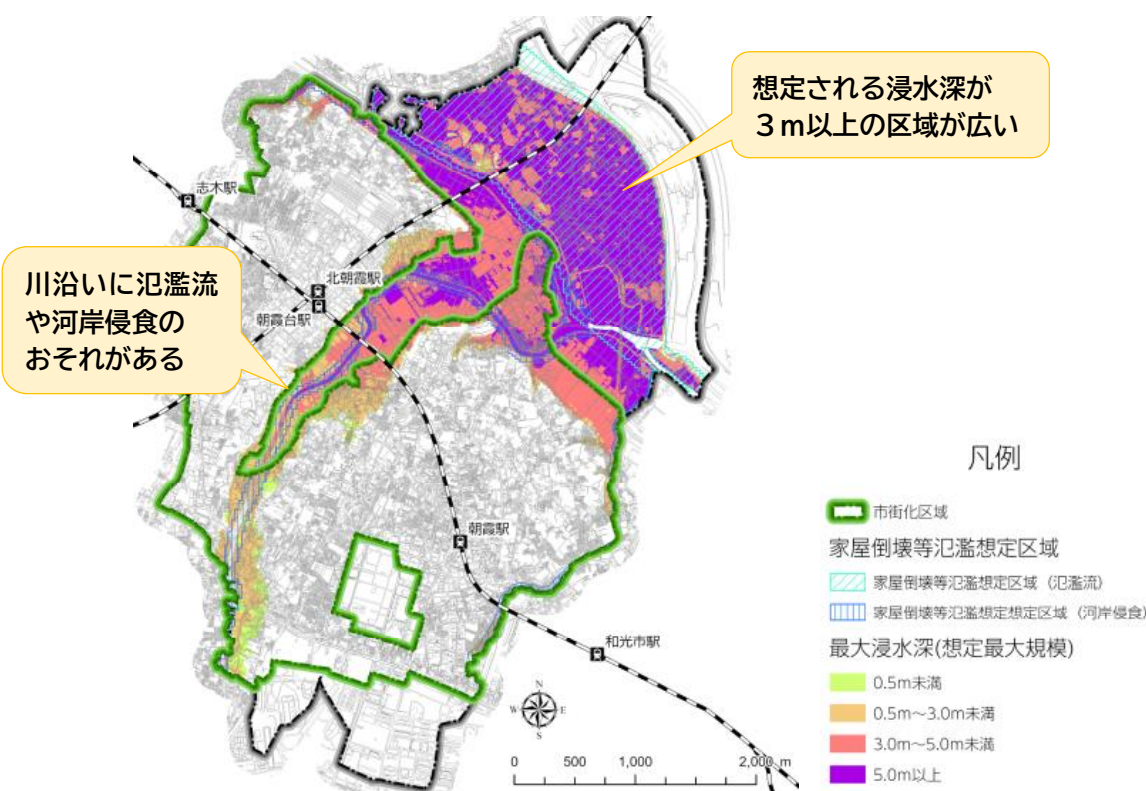 想定される浸水深が
３ｍ以上の区域が広い
志木駅
川沿いに氾濫流
や河岸侵食の
おそれがある
北朝霞駅
朝霞台駅
朝霞駅
和光市駅
N
W E
S
0 500 1,000 2,000 m
凡例
市街化区域
家屋倒壊等氾濫想定区域
家屋倒壊等氾濫想定区域（氾濫流）
家屋倒壊等氾濫想定想定区域（河岸侵食）
最大浸水深(想定最大規模)
0.5m未満
0.5m～3.0m未満
3.0m～5.0m未満
5.0m以上